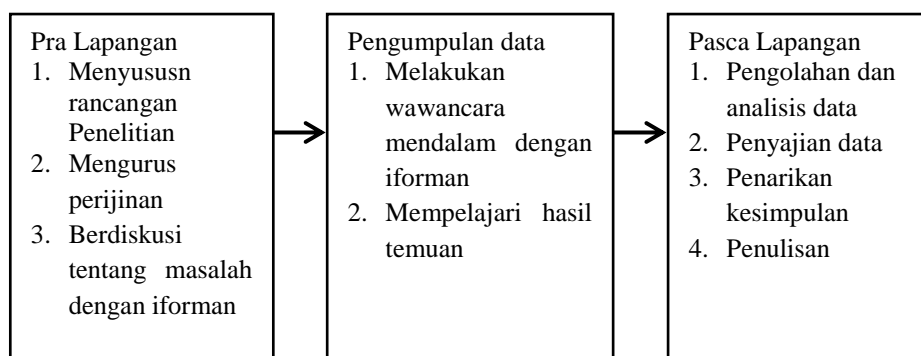 Pra Lapangan
1. Menyususn
rancangan
Penelitian
2. Mengurus
perijinan
3. Berdiskusi
tentang masalah
dengan iforman
Pengumpulan data
1. Melakukan
wawancara
mendalam dengan
iforman
2. Mempelajari hasil
temuan
Pasca Lapangan
1. Pengolahan dan
analisis data
2. Penyajian data
3. Penarikan
kesimpulan
4. Penulisan